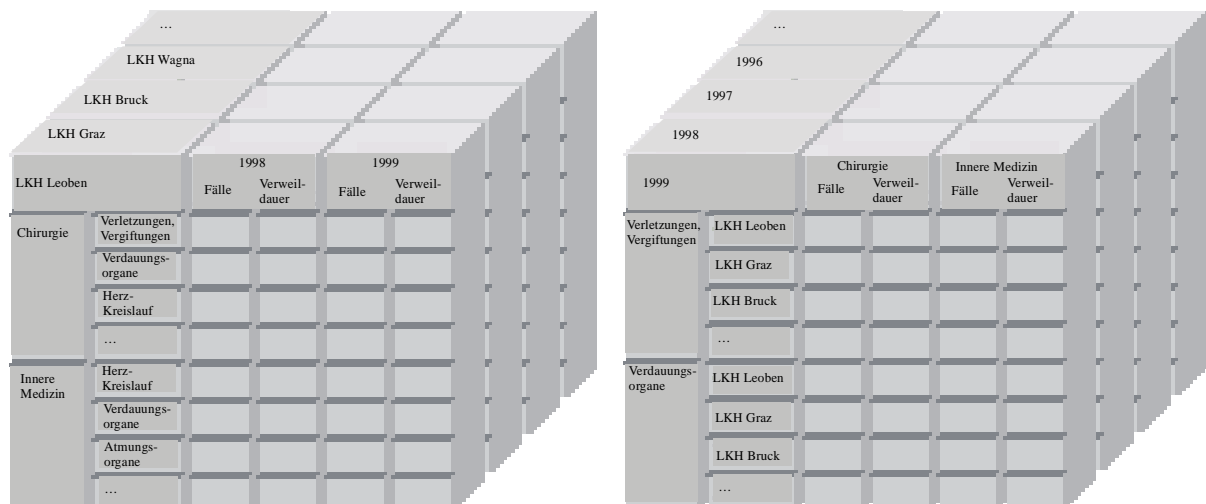 …
LKH Wagna
LKH Bruck
LKH Graz
LKH Leoben
1998
1999
Fälle
Verweil-
dauer
Fälle
Verweil-
dauer
Chirurgie
Verletzungen,
Vergiftungen
Verdauungs-
organe
Herz-
Kreislauf
…
Innere
Medizin
Herz-
Kreislauf
Verdauungs-
organe
Atmungs-
organe
…
…
1996
1997
1998
1999
Chirurgie
Innere Medizin
Fälle
Verweil-
dauer
Fälle
Verweil-
dauer
Verletzungen,
Vergiftungen
LKH Leoben
LKH Graz
LKH Bruck
…
Verdauungs-
organe
LKH Leoben
LKH Graz
LKH Bruck
…